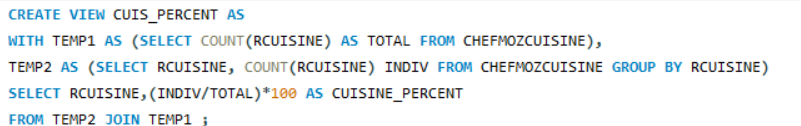 CREATE VIEW CUIS_PERCENT AS
WITH TEMP1 AS (SELECT COUNT(RCUISINE) AS TOTAL FROM CHEFMOZCUISINE),
TEMP2 AS (SELECT RCUISINE, COUNT(RCUISINE) INDIV FROM CHEFMOZCUISINE GROUP BY RCUISINE)
SELECT RCUISINE,(INDIV/TOTAL)*100 AS CUISINE_PERCENT
FROM TEMP2 JOIN TEMP1 ;